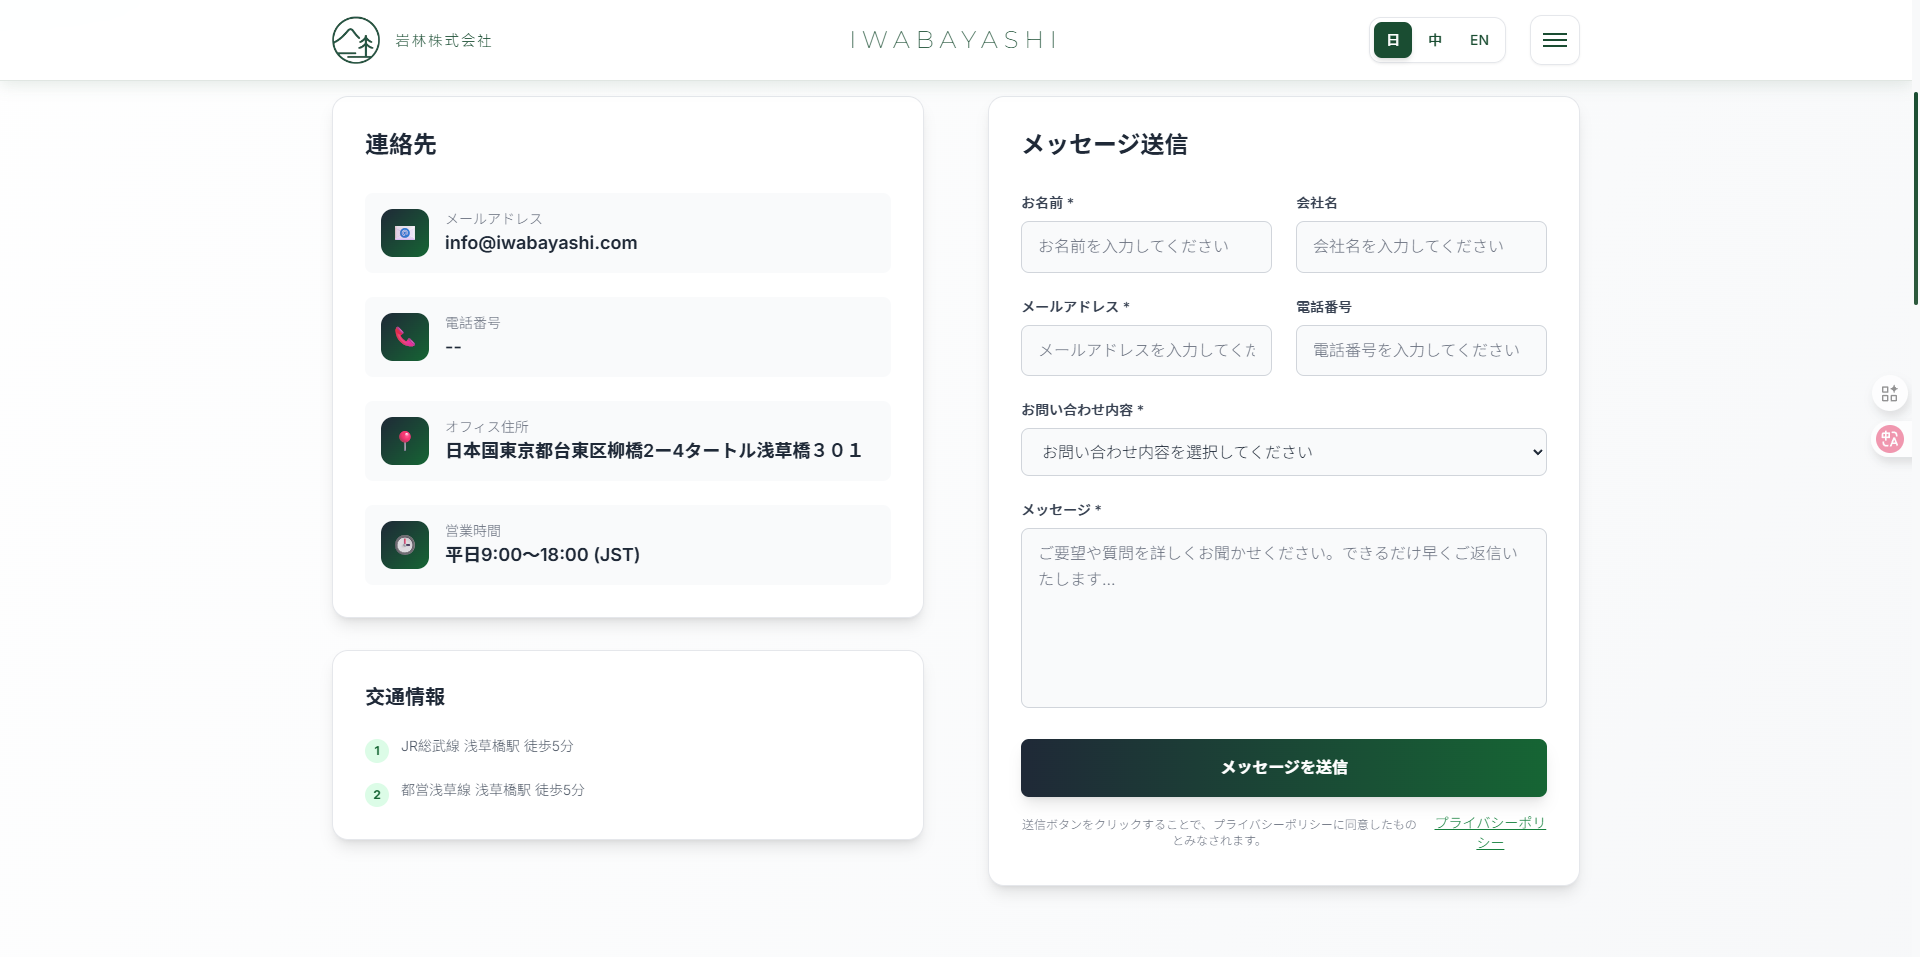 岩林株式会社
IWABAYASHI
日
中
EN
連絡先
メールアドレス
info@iwabayashi.com
電話番号
--
オフィス住所
日本国東京都台東区柳橋2ー4タートル浅草橋３０１
営業時間
平日9:00〜18:00 (JST)
交通情報
1 JR総武線 浅草橋駅 徒歩5分
2 都営浅草線 浅草橋駅 徒歩5分
メッセージ送信
お名前 *
お名前を入力してください
会社名
会社名を入力してください
メールアドレス *
メールアドレスを入力してくた
電話番号
電話番号を入力してください
お問い合わせ内容 *
お問い合わせ内容を選択してください
メッセージ *
ご要望や質問を詳しくお聞かせください。できるだけ早くご返信い
たします...
メッセージを送信
送信ボタンをクリックすることで、プライバシーポリシーに同意したもの
とみなされます。
プライバシーポリ
シー
中A